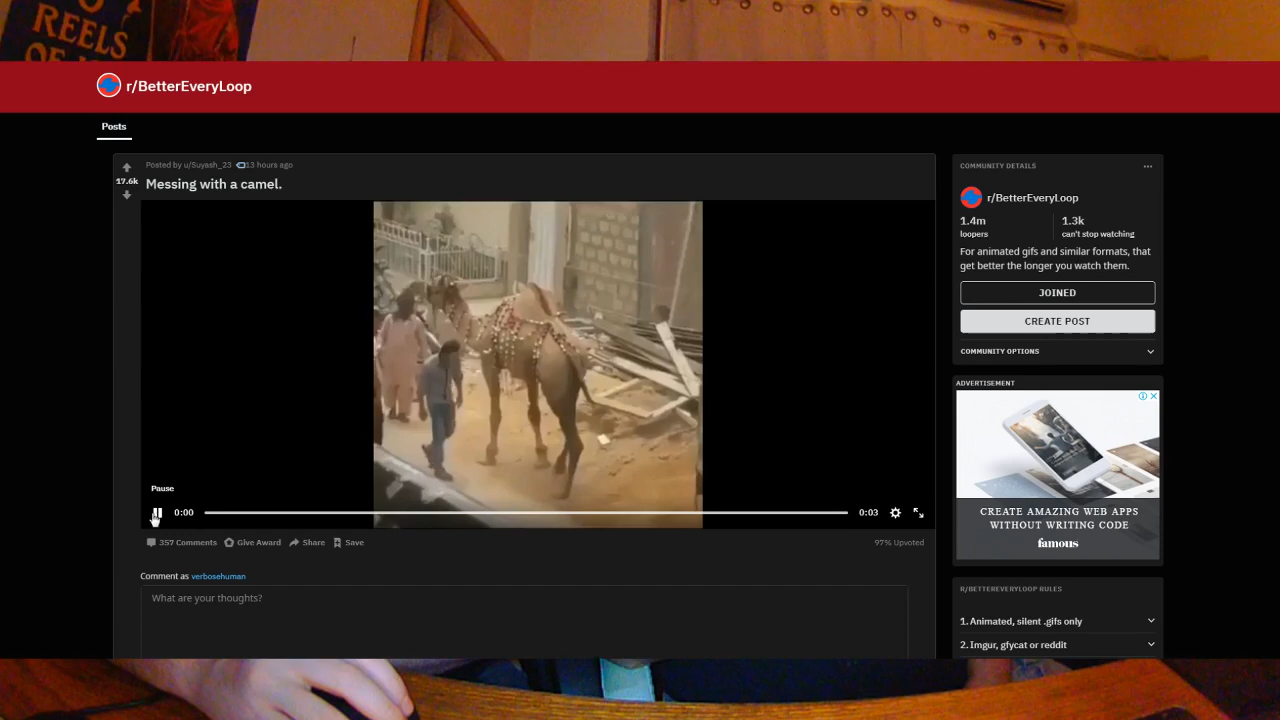 REELS
r/BetterEveryLoop
Posts
Posted by u/Suyash_23 13 hours ago
17.6k
Messing with a camel.
Pause
0:00
0:03
357 Comments Give Award Share Save
97% Upvoted
Comment as verbosehuman
What are your thoughts?
COMMUNITY DETAILS
r/BetterEveryLoop
1.4m 1.3k
loopers can't stop watching
For animated gifs and similar formats, that
get better the longer you watch them.
JOINED
CREATE POST
COMMUNITY OPTIONS
ADVERTISEMENT
CREATE AMAZING WEB APPS
WITHOUT WRITING CODE
famous
R/BETTEREVERYLOOP RULES
1. Animated, silent .gifs only
2. Imgur, gfycat or reddit